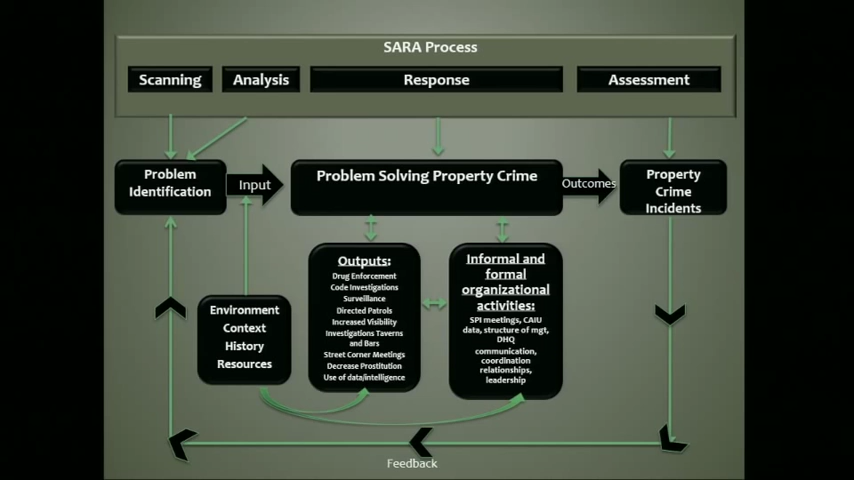 SARA Process
Scanning
Analysis
Response
Assessment
Problem
Identification
Input
Problem Solving Property Crime
Outcomes
Property
Crime
Incidents
Outputs:
Drug Enforcement
Code Investigations
Surveillance
Directed Patrols
Increased Visibility
Investigations Taverns
and Bars
Street Corner Meetings
Decrease Prostitution
Use of data/intelligence
Informal and
formal
organizational
activities:
SPI meetings, CAIU
data, structure of mgt,
DHQ
communication,
coordination
relationships,
leadership
Environment
Context
History
Resources
Feedback